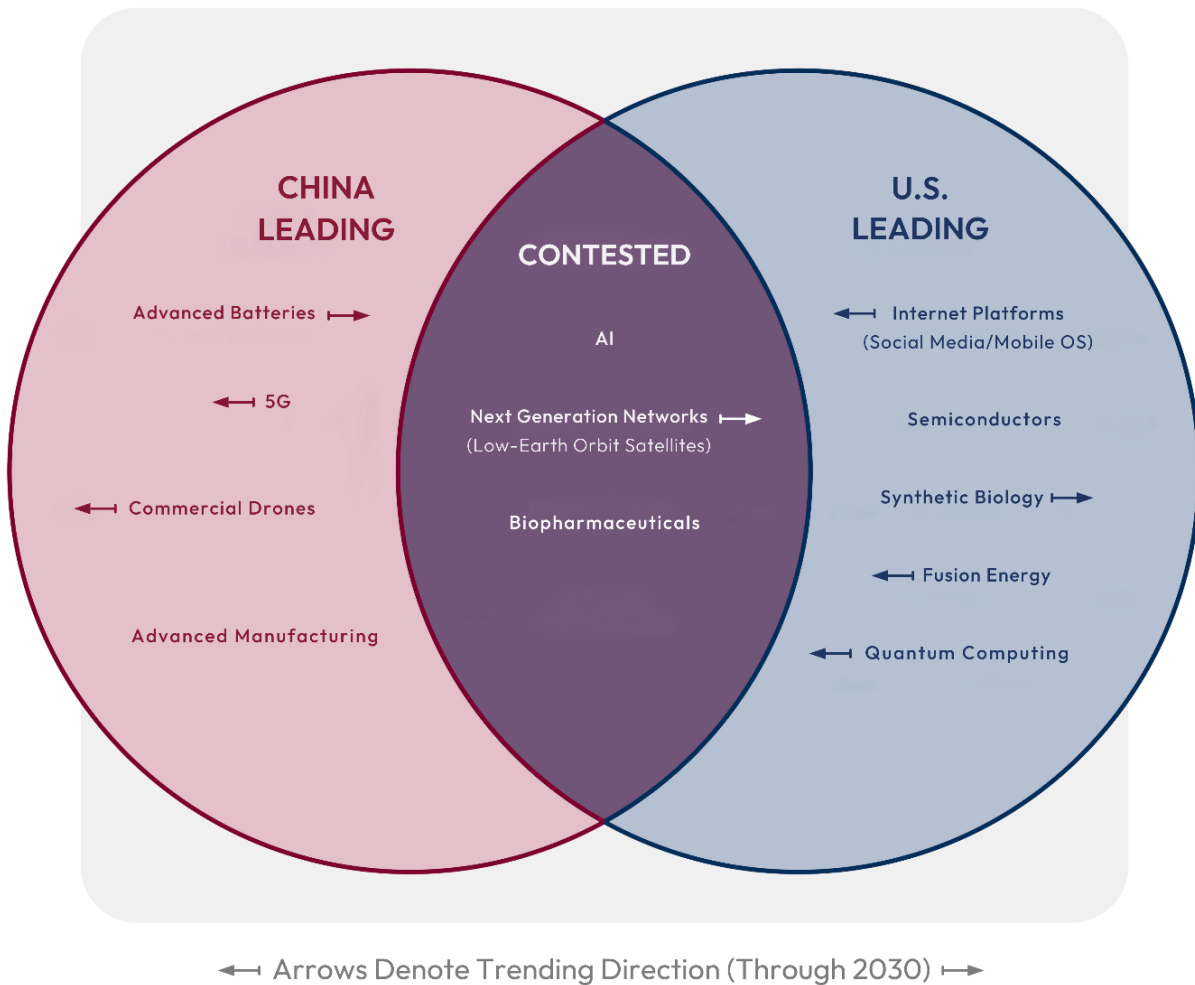 CHINA
LEADING
Advanced Batteries
5G
Commercial Drones
Advanced Manufacturing
CONTESTED
AI
Next Generation Networks
(Low-Earth Orbit Satellites)
Biopharmaceuticals
U.S.
LEADING
Internet Platforms
(Social Media/Mobile OS)
Semiconductors
Synthetic Biology
Fusion Energy
Quantum Computing
Arrows Denote Trending Direction (Through 2030)